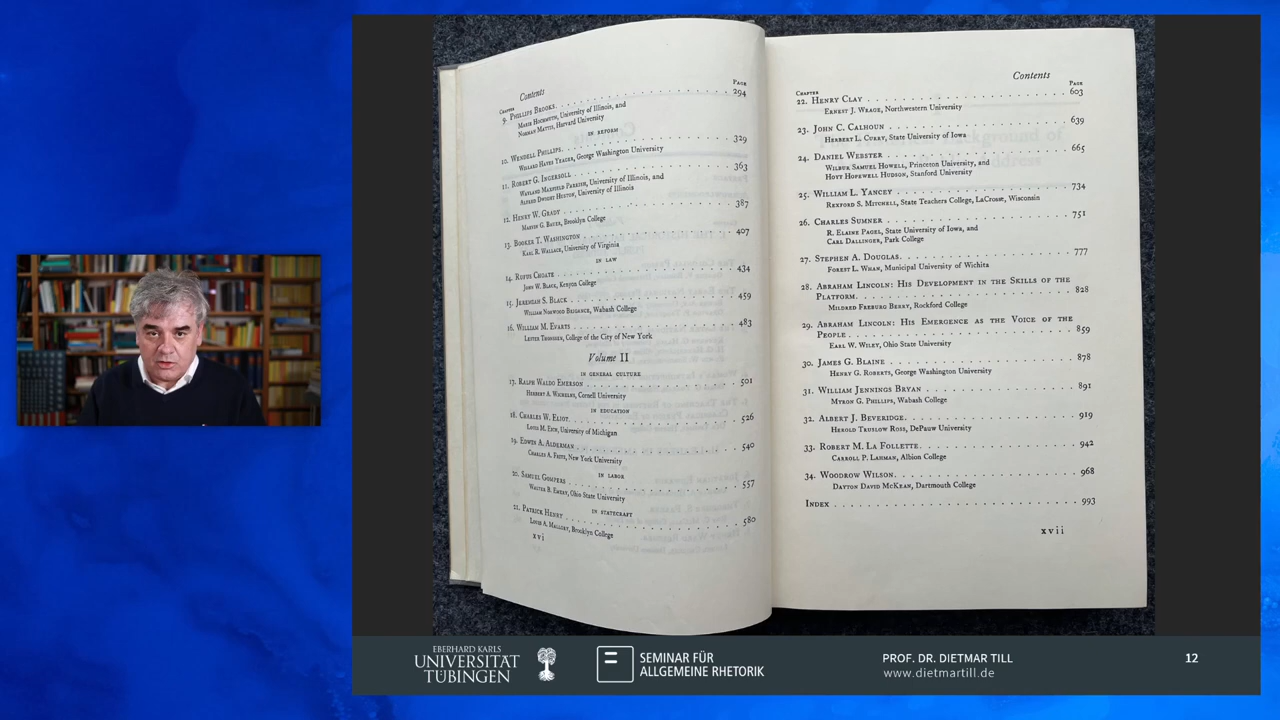 Contents
PAGE
CHAPTER
9. PHILLIPS BROOKS. 294
MARIE HOCHMUTH, University of Illinois, and
NORMAN MATTIS, Harvard University
IN REFORM
10. WENDELL PHILLIPS. 329
WILLARD HAYES YEAGER, George Washington University
11. ROBERT G. INGERSOLL 363
WAYLAND MAXFIELD PARRISH, University of Illinois, and
ALFRED DWIGHT HUSTON, University of Illinois
12. HENRY W. GRADY 387
MARVIN G. BAUER, Brooklyn College
13. BOOKER T. WASHINGTON 407
KARL R. WALLACE, University of Virginia
IN LAW
14. RUFUS CHOATE 434
JOHN W. BLACK, Kenyon College
15. JEREMIAH S. BLACK 459
WILLIAM NORWOOD BRIGANCE, Wabash College
16. WILLIAM M. EVARTS 483
LESTER THONSSEN, College of the City of New York
Volume II
IN GENERAL CULTURE
17. RALPH WALDO EMERSON 501
HERBERT A. WICHELNS, Cornell University
IN EDUCATION
18. CHARLES W. ELIOT 526
LOUIS M. EICH, University of Michigan
19. EDWIN A. ALDERMAN 540
CHARLES A. FRITZ, New York University
IN LABOR
20. SAMUEL GOMPERS 557
WALTER B. EMERY, Ohio State University
IN STATECRAFT
21. PATRICK HENRY 580
LOUIS A. MALLORY, Brooklyn College
xvi
Contents
CHAPTER
PAGE
22. HENRY CLAY 603
ERNEST J. WRAGE, Northwestern University
23. JOHN C. CALHOUN 639
HERBERT L. CURRY, State University of Iowa
24. DANIEL WEBSTER 665
WILBUR SAMUEL HOWELL, Princeton University, and
HOYT HOPEWELL HUDSON, Stanford University
25. WILLIAM L. YANCEY 734
REXFORD S. MITCHELL, State Teachers College, LaCrosse, Wisconsin
26. CHARLES SUMNER 751
R. ELAINE PAGEL, State University of Iowa, and
CARL DALLINGER, Park College
27. STEPHEN A. DOUGLAS. 777
FOREST L. WHAN, Municipal University of Wichita
28. ABRAHAM LINCOLN: HIS DEVELOPMENT IN THE SKILLS OF THE
PLATFORM. 828
MILDRED FREBURG BERRY, Rockford College
29. ABRAHAM LINCOLN: HIS EMERGENCE AS THE VOICE OF THE
PEOPLE 859
EARL W. WILEY, Ohio State University
30. JAMES G. BLAINE 878
HENRY G. ROBERTS, George Washington University
31. WILLIAM JENNINGS BRYAN 891
MYRON G. PHILLIPS, Wabash College
32. ALBERT J. BEVERIDGE. 919
HEROLD TRUSLOW ROSS, DePauw University
33. ROBERT M. LA FOLLETTE. 942
CARROLL P. LAHMAN, Albion College
34. WOODROW WILSON. 968
DAYTON DAVID MCKEAN, Dartmouth College
INDEX 993
xvii
EBERHARD KARLS
UNIVERSITÄT
TÜBINGEN
SEMINAR FÜR
ALLGEMEINE RHETORIK
PROF. DR. DIETMAR TILL
www.dietmartill.de
12